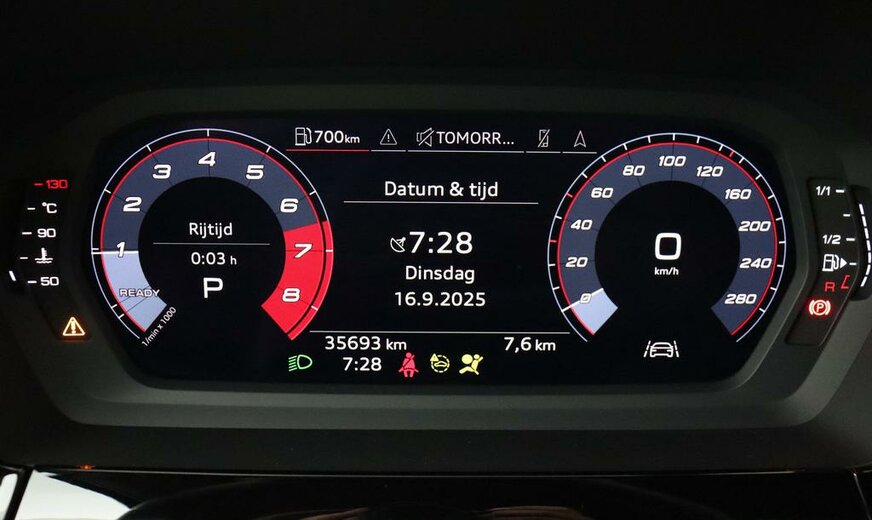 700km
TOMORR...
Datum & tijd
7:28
Dinsdag
16.9.2025
35693 km
7,6 km
7:28
Rijtijd
0:03 h
P
READY
1/min x 1000
1
2
3
4
5
6
7
8
0
20
40
60
80
100
120
160
200
240
280
0
km/h
130
°C
90
50
1/1
1/2
R
(P)